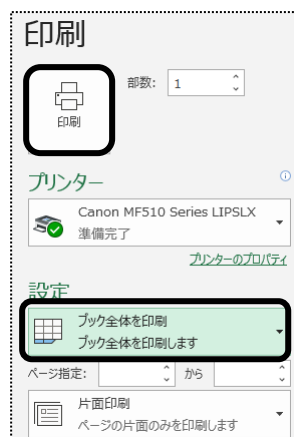 印刷
部数: 1
印刷
プリンター
Canon MF510 Series LIPSLX
準備完了
プリンターのプロパティ
設定
ブック全体を印刷
ブック全体を印刷します
ページ指定: から
片面印刷
ページの片面のみを印刷します